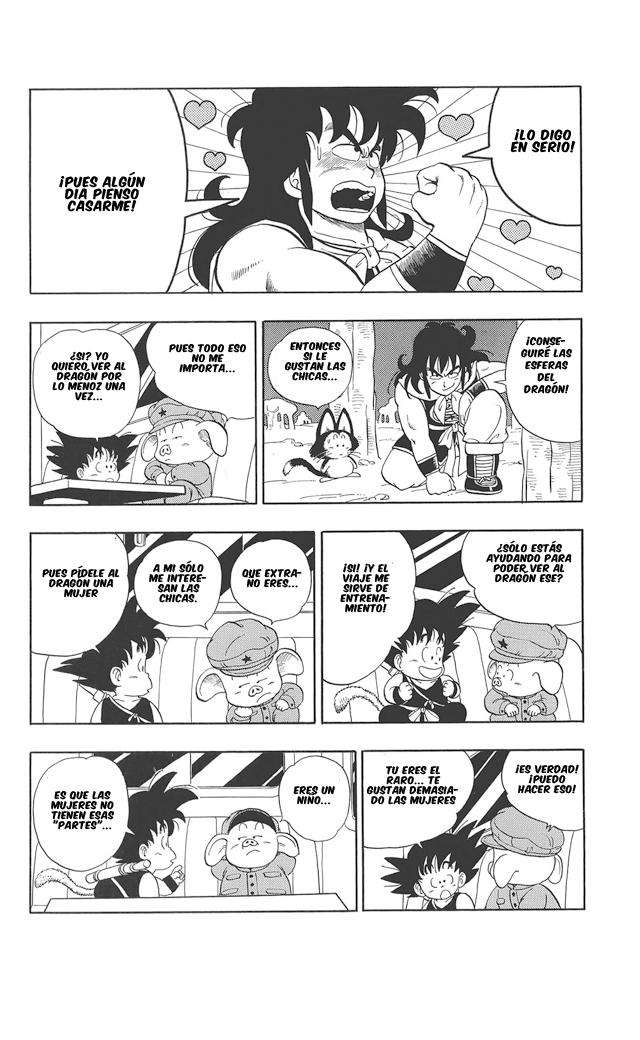 ¡LO DIGO
EN SERIO!
¡PUES ALGÚN
DIA PIENSO
CASARME!
¡CONSE-
GUIRÉ LAS
ESFERAS
DEL
DRAGÓN!
ENTONCES
SI LE
GUSTAN LAS
CHICAS...
PUES TODO ESO
NO ME
IMPORTA...
¿SI? YO
QUIERO VER AL
DRAGÓN POR
LO MENOZ UNA
VEZ...
¿SÓLO ESTÁS
AYUDANDO PARA
PODER VER AL
DRAGÓN ESE?
¡SI! ¡Y EL
VIAJE ME
SIRVE DE
ENTRENA-
MIENTO!
QUE EXTRA-
ÑO ERES...
A MI SÓLO
ME INTERE-
SAN LAS
CHICAS.
PUES PÍDELE AL
DRAGÓN UNA
MUJER
¡ES VERDAD!
¡PUEDO
HACER ESO!
TU ERES EL
RARO... TE
GUSTAN DEMASIA-
DO LAS MUJERES
ERES UN
NIÑO...
ES QUE LAS
MUJERES NO
TIENEN ESAS
"PARTES"...